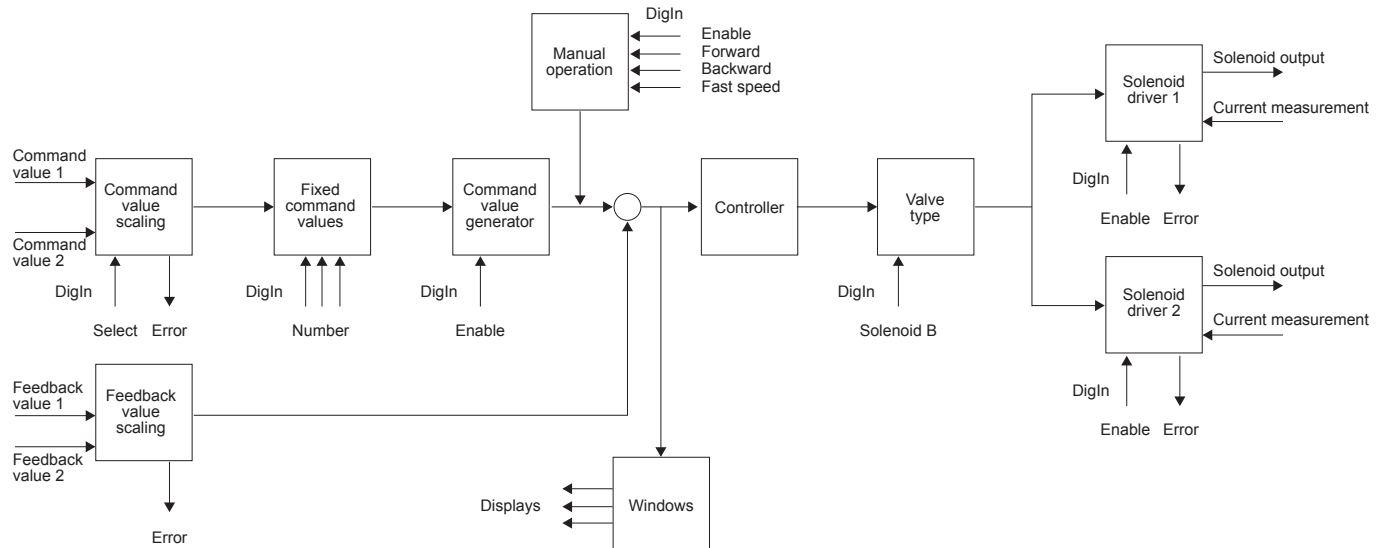 DigIn
Enable
Forward
Backward
Fast speed
Manual
operation
Solenoid
driver 1
Solenoid output
Current measurement
DigIn
Enable
Error
Command
value 1
Command
value 2
Command
value
scaling
DigIn
Select
Error
Fixed
command
values
DigIn
Number
Command
value
generator
DigIn
Enable
Controller
Valve
type
DigIn
Solenoid B
Solenoid
driver 2
Solenoid output
Current measurement
DigIn
Enable
Error
Feedback
value 1
Feedback
value 2
Feedback
value
scaling
Error
Displays
Windows